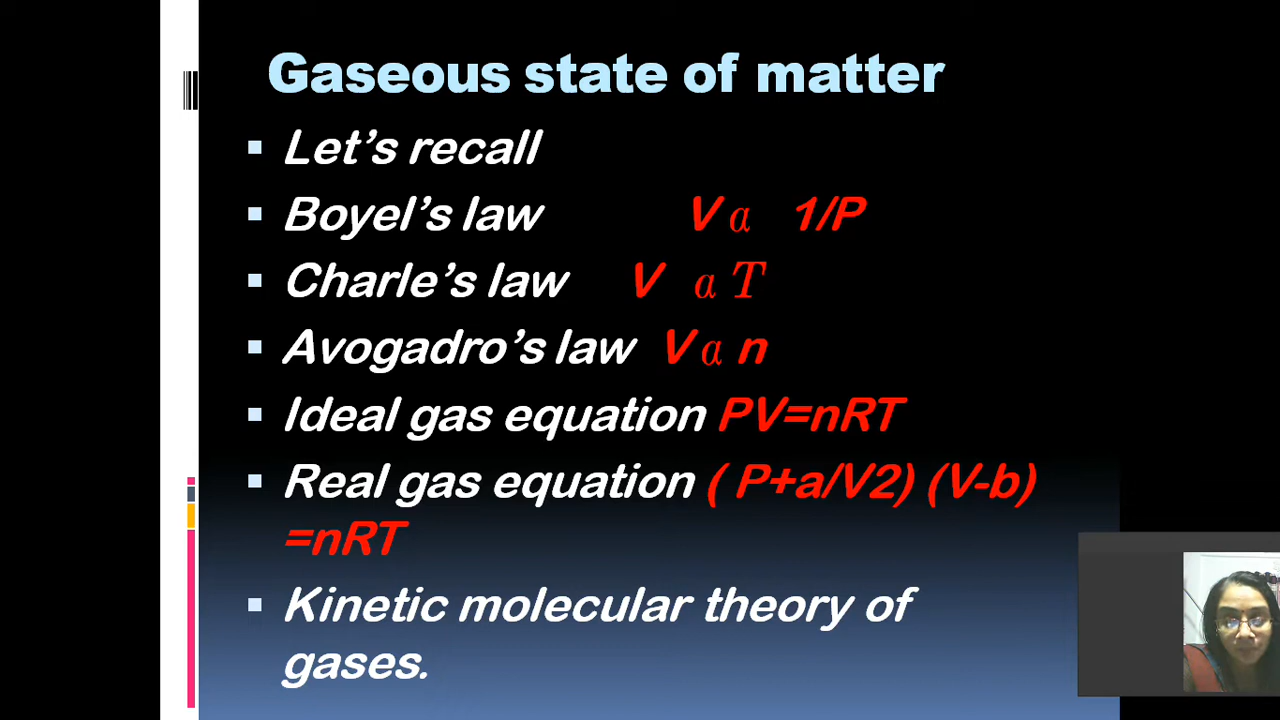 Gaseous state of matter
Let's recall
Boyel's law V α 1/P
Charle's law V α T
Avogadro's law V α n
Ideal gas equation PV=nRT
Real gas equation ( P+a/V2) (V-b)
=nRT
Kinetic molecular theory of
gases.